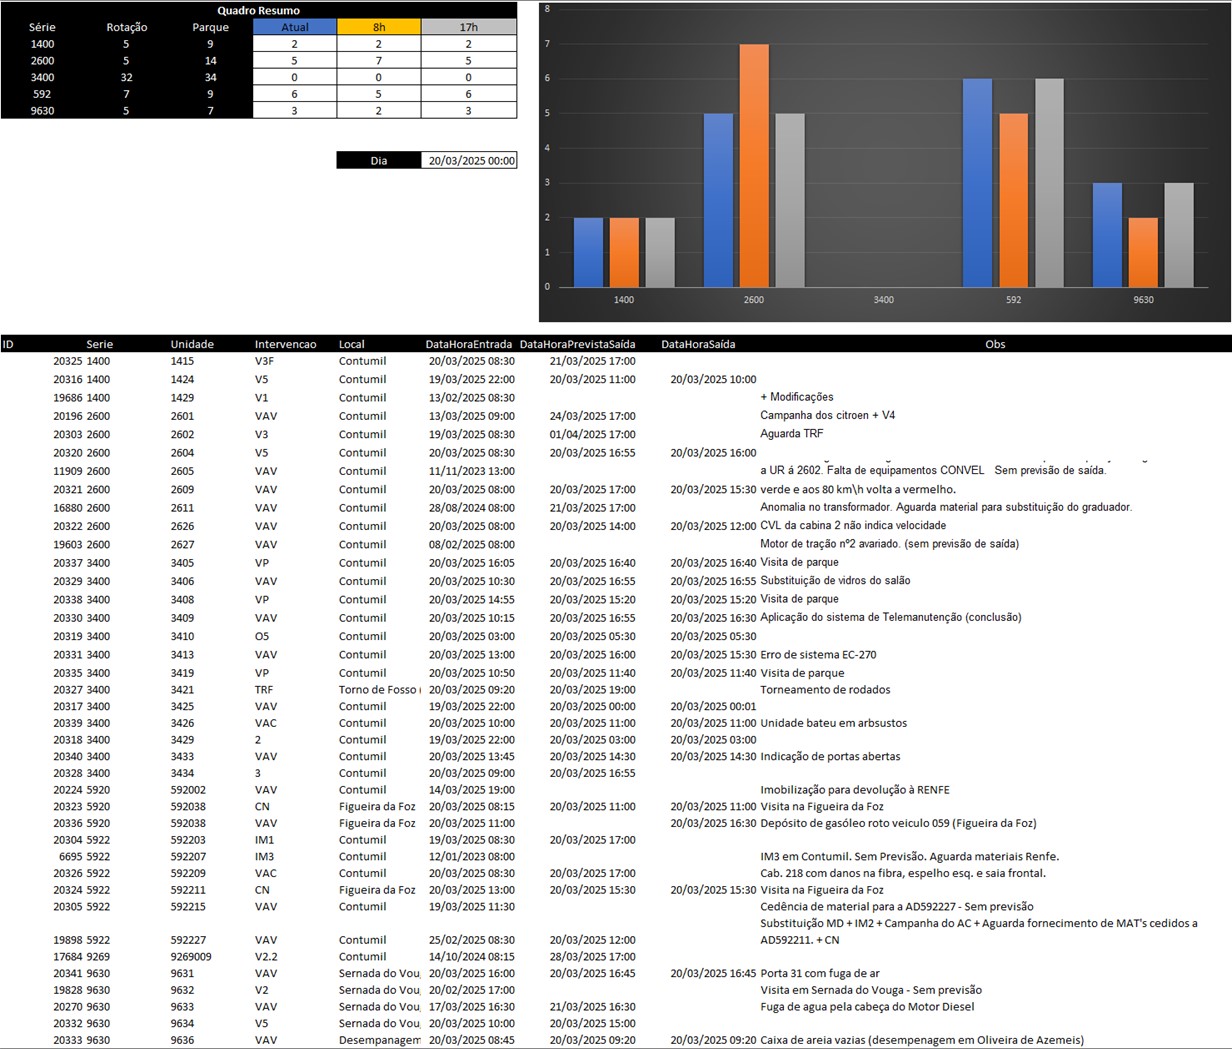 Quadro Resumo
Série Rotação Parque Atual 8h 17h
1400 5 9 2 2 2
2600 5 14 5 7 5
3400 32 34 0 0 0
592 7 9 6 5 6
9630 5 7 3 2 3
Dia 20/03/2025 00:00
8
7
6
5
4
3
2
1
0
1400 2600 3400 592 9630
ID Serie Unidade Intervencao Local DataHoraEntrada DataHoraPrevistaSaída DataHoraSaída Obs
20325 1400 1415 V3F Contumil 20/03/2025 08:30 21/03/2025 17:00
20316 1400 1424 V5 Contumil 19/03/2025 22:00 20/03/2025 11:00 20/03/2025 10:00
19686 1400 1429 V1 Contumil 13/02/2025 08:30 + Modificações
20196 2600 2601 VAV Contumil 13/03/2025 09:00 24/03/2025 17:00 Campanha dos citroen + V4
20303 2600 2602 V3 Contumil 19/03/2025 08:30 01/04/2025 17:00 Aguarda TRF
20320 2600 2604 V5 Contumil 20/03/2025 08:30 20/03/2025 16:55 20/03/2025 16:00
11909 2600 2605 VAV Contumil 11/11/2023 13:00 a UR á 2602. Falta de equipamentos CONVEL Sem previsão de saída.
20321 2600 2609 VAV Contumil 20/03/2025 08:00 20/03/2025 17:00 20/03/2025 15:30 verde e aos 80 km\h volta a vermelho.
16880 2600 2611 VAV Contumil 28/08/2024 08:00 21/03/2025 17:00 Anomalia no transformador. Aguarda material para substituição do graduador.
20322 2600 2626 VAV Contumil 20/03/2025 08:00 20/03/2025 14:00 20/03/2025 12:00 CVL da cabina 2 não indica velocidade
19603 2600 2627 VAV Contumil 08/02/2025 08:00 Motor de tração nº2 avariado. (sem previsão de saída)
20337 3400 3405 VP Contumil 20/03/2025 16:05 20/03/2025 16:40 20/03/2025 16:40 Visita de parque
20329 3400 3406 VAV Contumil 20/03/2025 10:30 20/03/2025 16:55 20/03/2025 16:55 Substituição de vidros do salão
20338 3400 3408 VP Contumil 20/03/2025 14:55 20/03/2025 15:20 20/03/2025 15:20 Visita de parque
20330 3400 3409 VAV Contumil 20/03/2025 10:15 20/03/2025 16:55 20/03/2025 16:30 Aplicação do sistema de Telemanutenção (conclusão)
20319 3400 3410 O5 Contumil 20/03/2025 03:00 20/03/2025 05:30 20/03/2025 05:30
20331 3400 3413 VAV Contumil 20/03/2025 13:00 20/03/2025 16:00 20/03/2025 15:30 Erro de sistema EC-270
20335 3400 3419 VP Contumil 20/03/2025 10:50 20/03/2025 11:40 20/03/2025 11:40 Visita de parque
20327 3400 3421 TRF Torno de Fosso ( 20/03/2025 09:20 20/03/2025 19:00 Torneamento de rodados
20317 3400 3425 VAV Contumil 19/03/2025 22:00 20/03/2025 00:00 20/03/2025 00:01
20339 3400 3426 VAC Contumil 20/03/2025 10:00 20/03/2025 11:00 20/03/2025 11:00 Unidade bateu em arbsustos
20318 3400 3429 2 Contumil 19/03/2025 22:00 20/03/2025 03:00 20/03/2025 03:00
20340 3400 3433 VAV Contumil 20/03/2025 13:45 20/03/2025 14:30 20/03/2025 14:30 Indicação de portas abertas
20328 3400 3434 3 Contumil 20/03/2025 09:00 20/03/2025 16:55
20224 5920 592002 VAV Contumil 14/03/2025 19:00 Imobilização para devolução à RENFE
20323 5920 592038 CN Figueira da Foz 20/03/2025 08:15 20/03/2025 11:00 20/03/2025 11:00 Visita na Figueira da Foz
20336 5920 592038 VAV Figueira da Foz 20/03/2025 11:00 20/03/2025 16:30 Depósito de gasóleo roto veiculo 059 (Figueira da Foz)
20304 5922 592203 IM1 Contumil 19/03/2025 08:30 20/03/2025 17:00
6695 5922 592207 IM3 Contumil 12/01/2023 08:00 IM3 em Contumil. Sem Previsão. Aguarda materiais Renfe.
20326 5922 592209 VAC Contumil 20/03/2025 08:30 20/03/2025 17:00 Cab. 218 com danos na fibra, espelho esq. e saia frontal.
20324 5922 592211 CN Figueira da Foz 20/03/2025 13:00 20/03/2025 15:30 20/03/2025 15:30 Visita na Figueira da Foz
20305 5922 592215 VAV Contumil 19/03/2025 11:30 Cedência de material para a AD592227 - Sem previsão
Substituição MD + IM2 + Campanha do AC + Aguarda fornecimento de MAT's cedidos a
19898 5922 592227 VAV Contumil 25/02/2025 08:30 20/03/2025 12:00 AD592211. + CN
17684 9269 9269009 V2.2 Contumil 14/10/2024 08:15 28/03/2025 17:00
20341 9630 9631 VAV Sernada do Vou 20/03/2025 16:00 20/03/2025 16:45 20/03/2025 16:45 Porta 31 com fuga de ar
19828 9630 9632 V2 Sernada do Vou 20/02/2025 17:00 Visita em Sernada do Vouga - Sem previsão
20270 9630 9633 VAV Sernada do Vou 17/03/2025 16:30 21/03/2025 16:30 Fuga de agua pela cabeça do Motor Diesel
20332 9630 9634 V5 Sernada do Vou 20/03/2025 10:00 20/03/2025 15:00
20333 9630 9636 VAV Desempanagem 20/03/2025 08:45 20/03/2025 09:20 20/03/2025 09:20 Caixa de areia vazias (desempenagem em Oliveira de Azemeis)